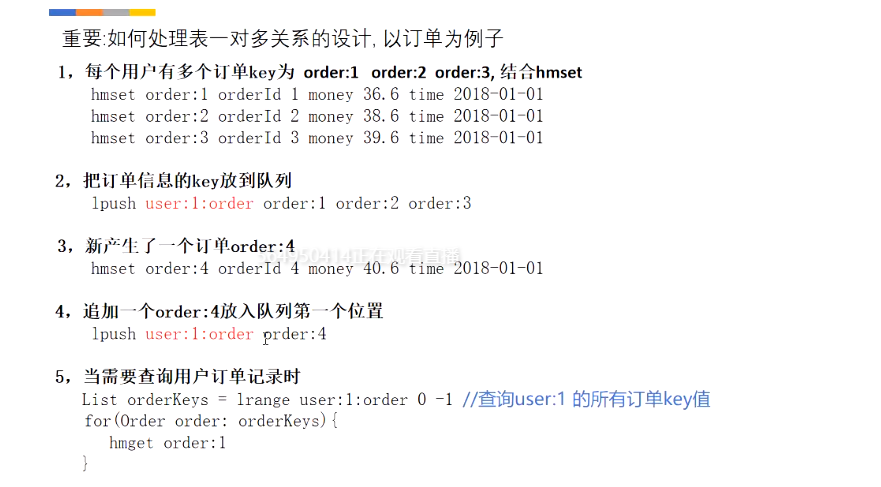 重要:如何处理表一对多关系的设计, 以订单为例子
1，每个用户有多个订单key为 order:1 order:2 order:3, 结合hmset
hmset order:1 orderId 1 money 36.6 time 2018-01-01
hmset order:2 orderId 2 money 38.6 time 2018-01-01
hmset order:3 orderId 3 money 39.6 time 2018-01-01
2，把订单信息的key放到队列
lpush user:1:order order:1 order:2 order:3
3，新产生了一个订单order:4
正在观看直播
hmset order:4 orderId 4 money 40.6 time 2018-01-01
4，追加一个order:4放入队列第一个位置
lpush user:1:order order:4
5，当需要查询用户订单记录时
List orderKeys = lrange user:1:order 0 -1 //查询user:1 的所有订单key值
for(Order order: orderKeys){
hmget order:1
}